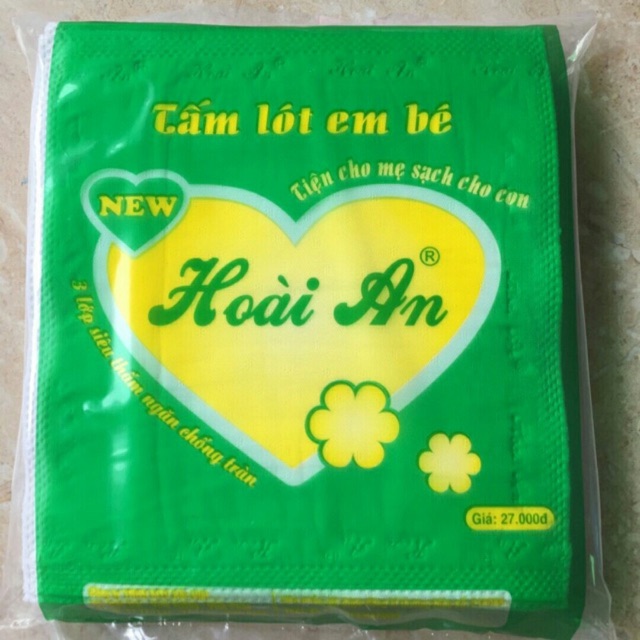 Tấm lót em bé
Tiện cho mẹ sạch cho con
NEW
Hoài An®
3 lớp siêu thấm ngăn chống tràn
Giá: 27.000đ